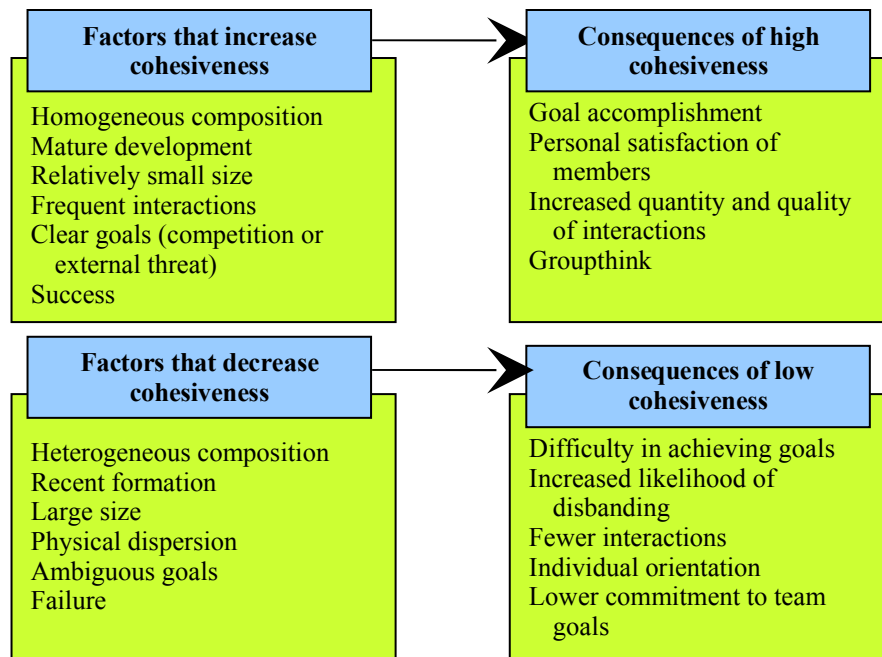 Factors that increase
cohesiveness
Homogeneous composition
Mature development
Relatively small size
Frequent interactions
Clear goals (competition or
external threat)
Success
Consequences of high
cohesiveness
Goal accomplishment
Personal satisfaction of
members
Increased quantity and quality
of interactions
Groupthink
Factors that decrease
cohesiveness
Heterogeneous composition
Recent formation
Large size
Physical dispersion
Ambiguous goals
Failure
Consequences of low
cohesiveness
Difficulty in achieving goals
Increased likelihood of
disbanding
Fewer interactions
Individual orientation
Lower commitment to team
goals